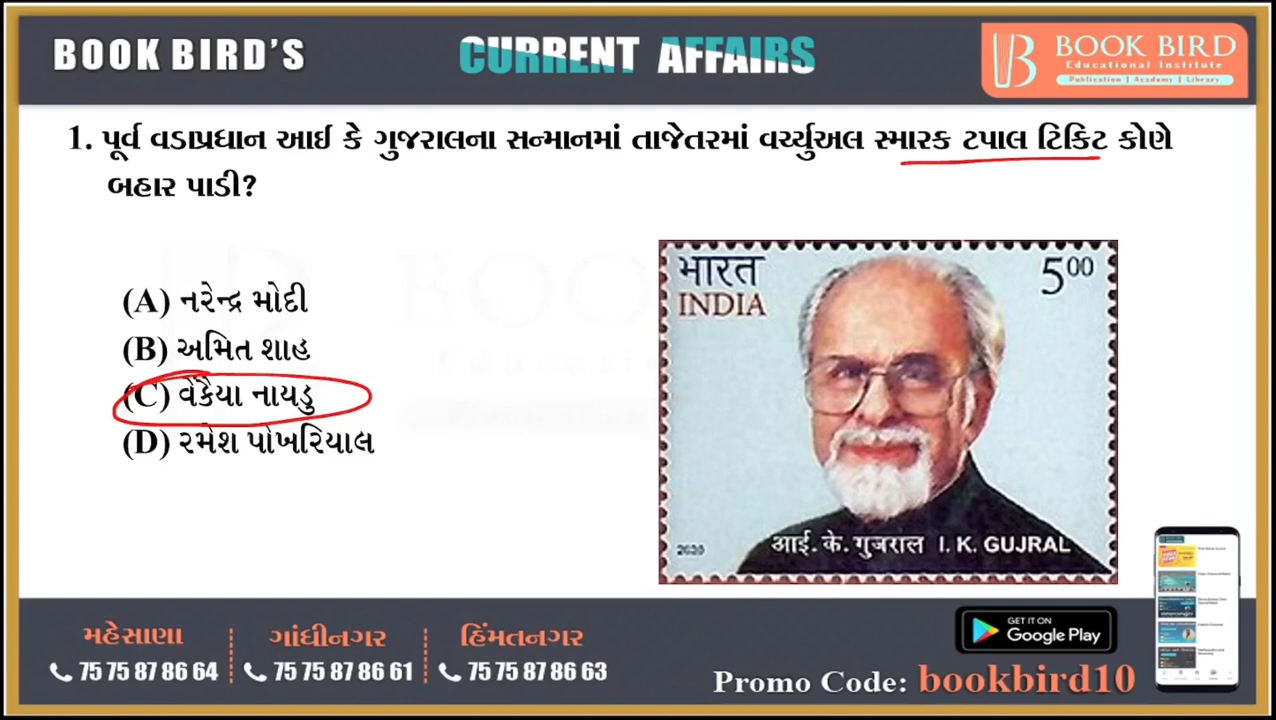 BOOK BIRD'S
CURRENT AFFAIRS
BOOK BIRD
Educational Institute
Publication | Academy | Library
1. પૂર્વ વડાપ્રધાન આઈ કે ગુજરાલના સન્માનમાં તાજેતરમાં વર્ચ્યુઅલ સ્મારક ટપાલ ટિકિટ કોણે
બહાર પાડી?
(A) નરેન્દ્ર મોદી
(B) અમિત શાહ
(C) વેંકૈયા નાયડુ
(D) રમેશ પોખરિયાલ
भारत 5.00
INDIA
2020 आई. के. गुजराल I. K. GUJRAL
મહેસાણા
75 75 87 86 64
ગાંધીનગર
75 75 87 86 61
હિંમતનગર
75 75 87 86 63
GET IT ON
Google Play
Promo Code: bookbird10